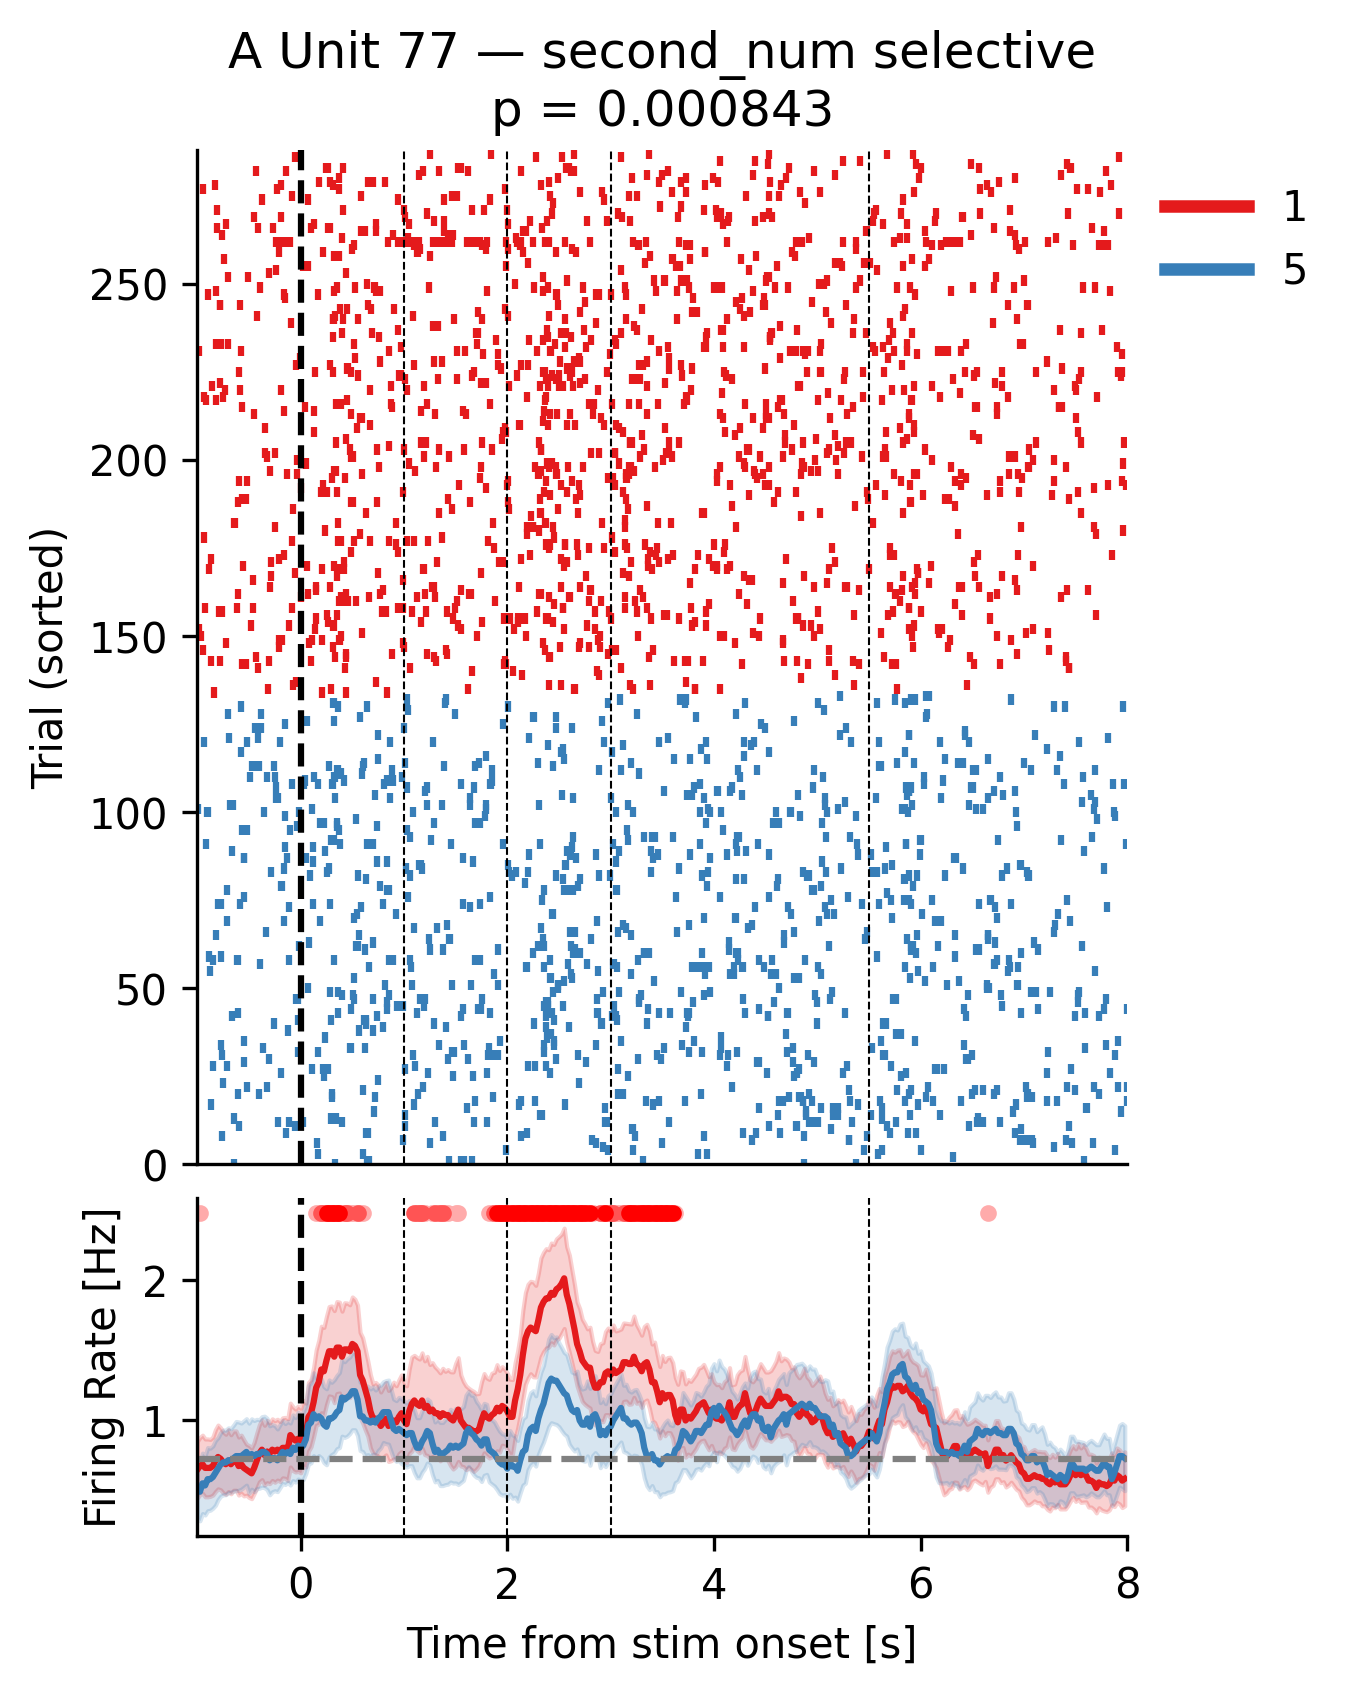 A Unit 77 — second_num selective
p = 0.000843
1
5
Trial (sorted)
250
200
150
100
50
0
Firing Rate [Hz]
2
1
0 2 4 6 8
Time from stim onset [s]